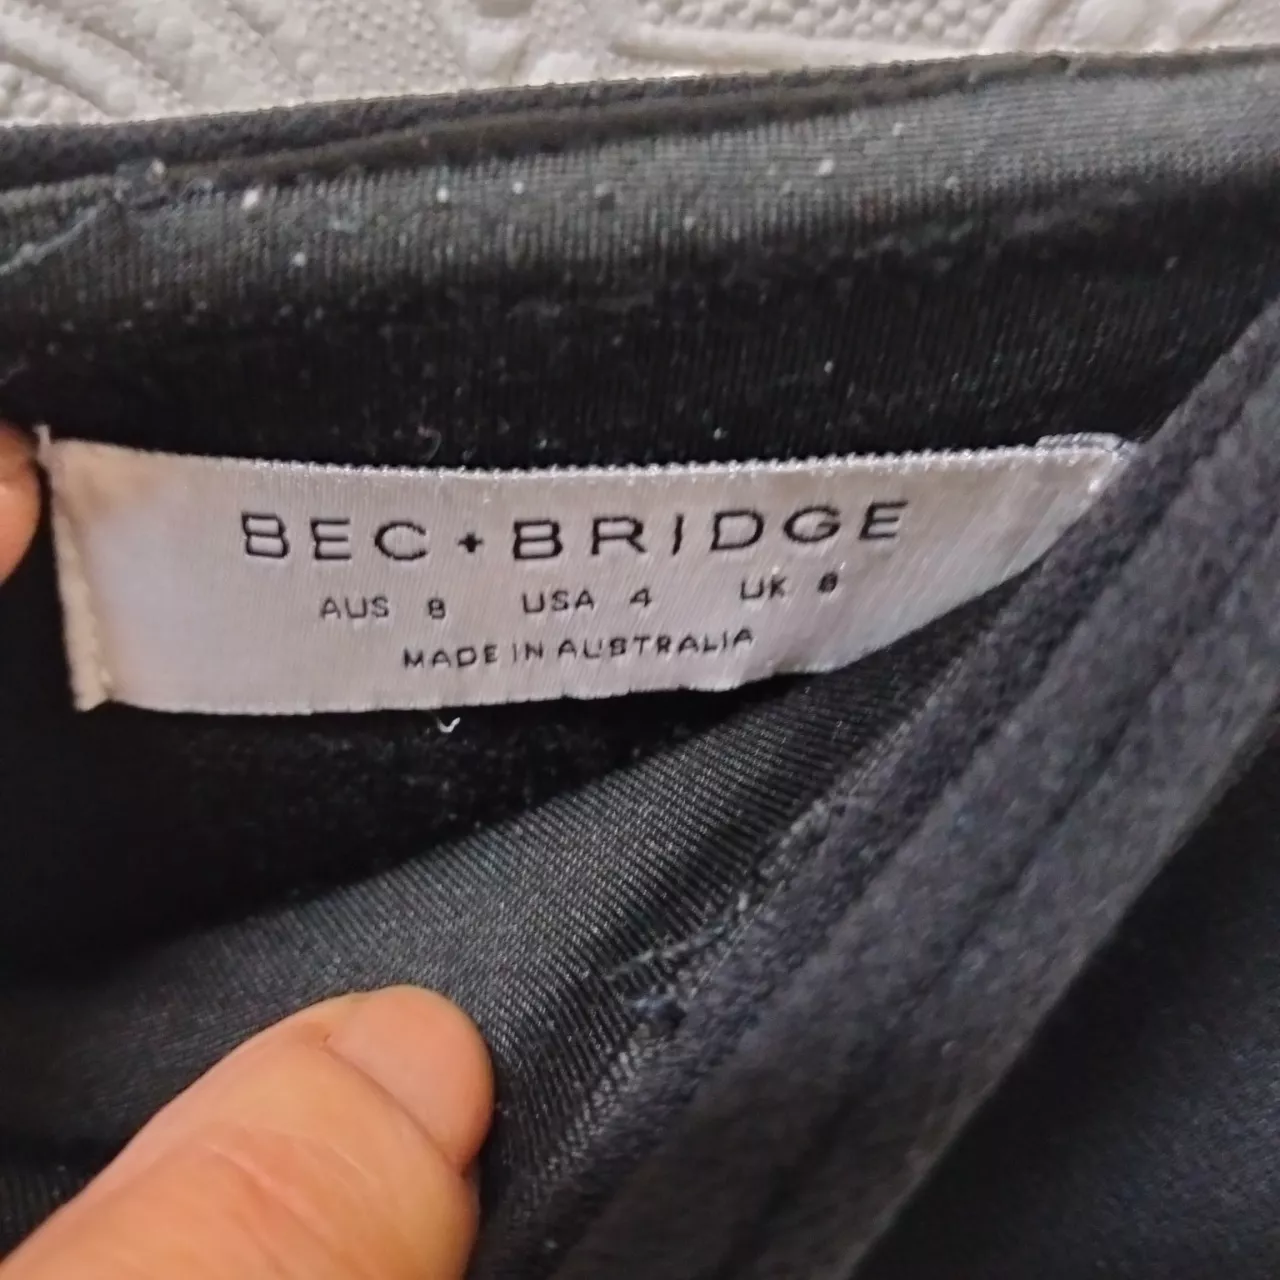 BEC + BRIDGE
AUS 8 USA 4 UK 8
MADE IN AUSTRALIA